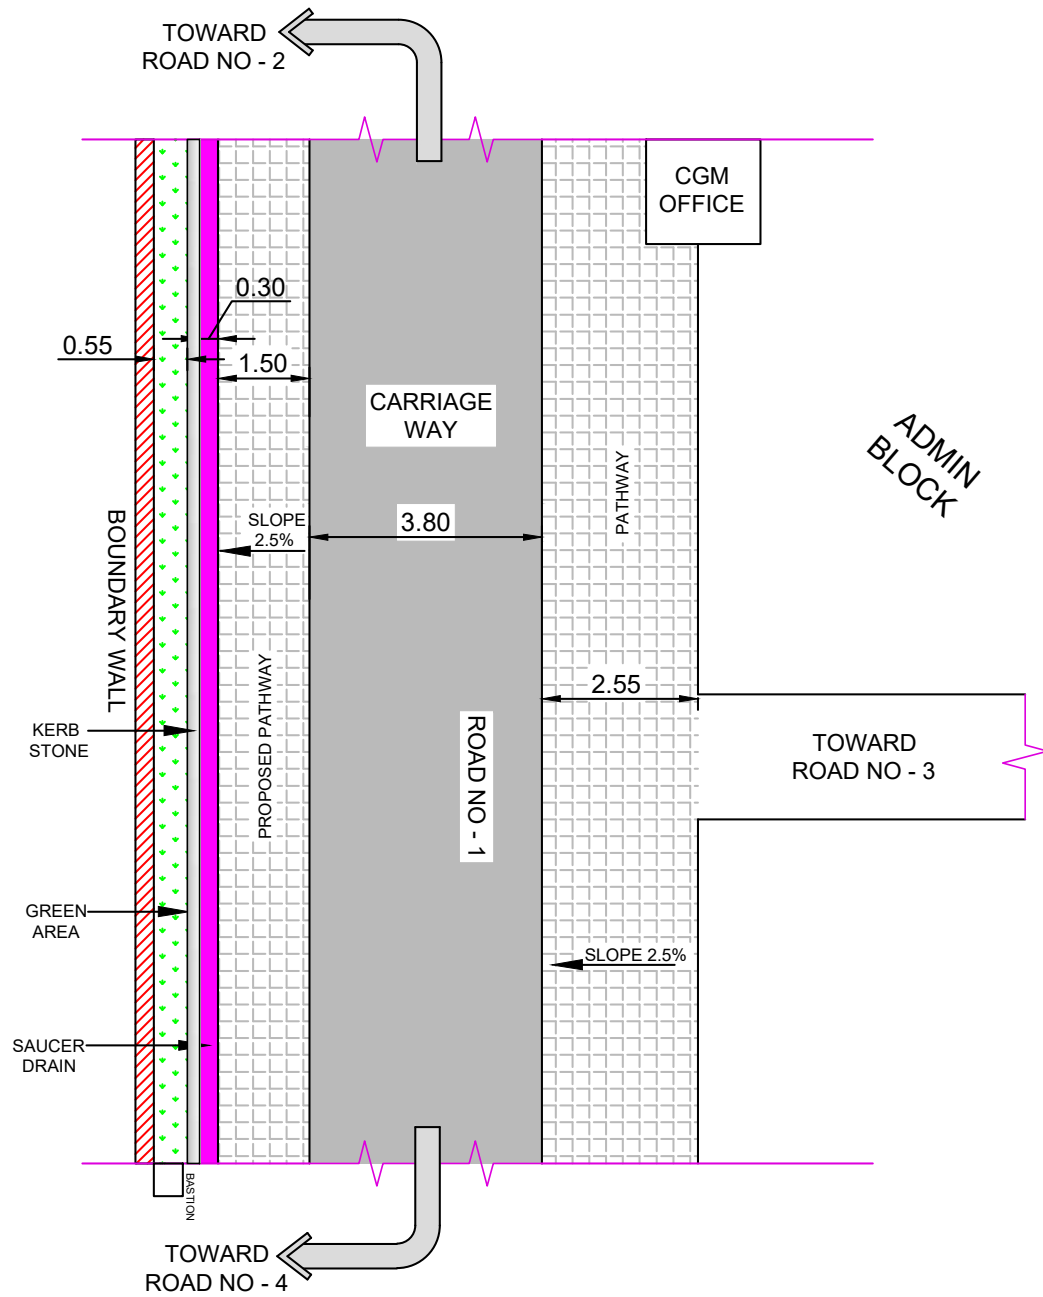 TOWARD
ROAD NO - 2
CGM
OFFICE
0.30
0.55
1.50
CARRIAGE
WAY
ADMIN
BLOCK
PATHWAY
BOUNDARY WALL
SLOPE
2.5%
3.80
PROPOSED PATHWAY
2.55
KERB
STONE
ROAD NO - 1
TOWARD
ROAD NO - 3
GREEN
AREA
SLOPE 2.5%
SAUCER
DRAIN
BASTION
TOWARD
ROAD NO - 4